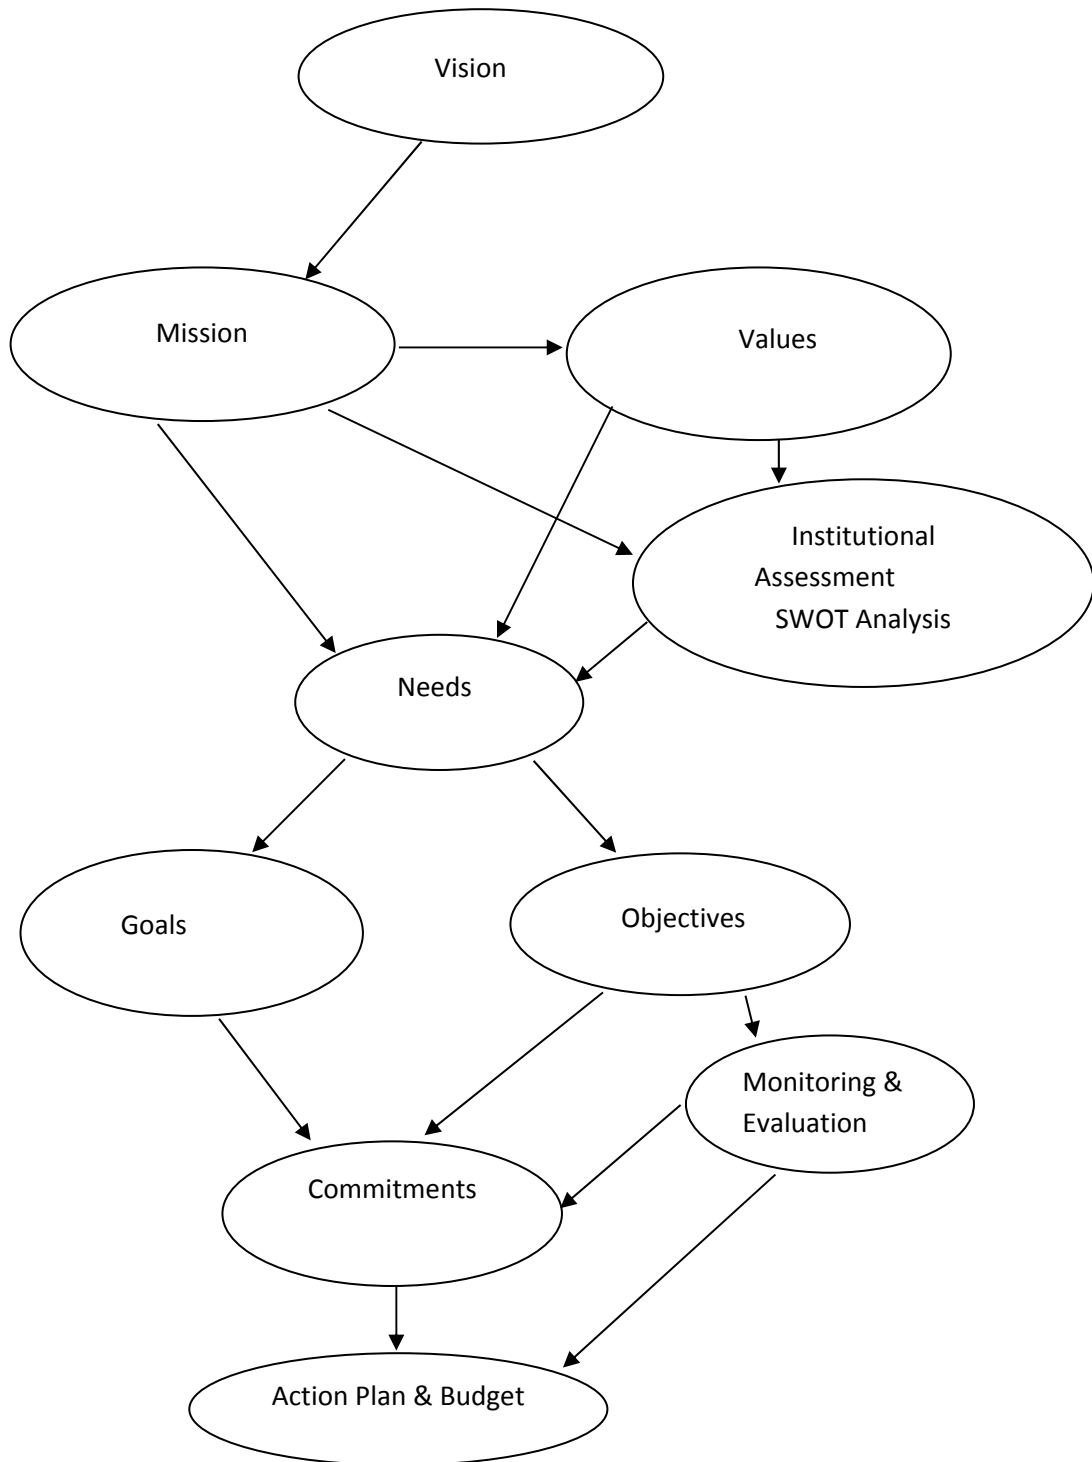 Vision
Mission
Values
Institutional
Assessment
SWOT Analysis
Needs
Goals
Objectives
Monitoring &
Evaluation
Commitments
Action Plan & Budget